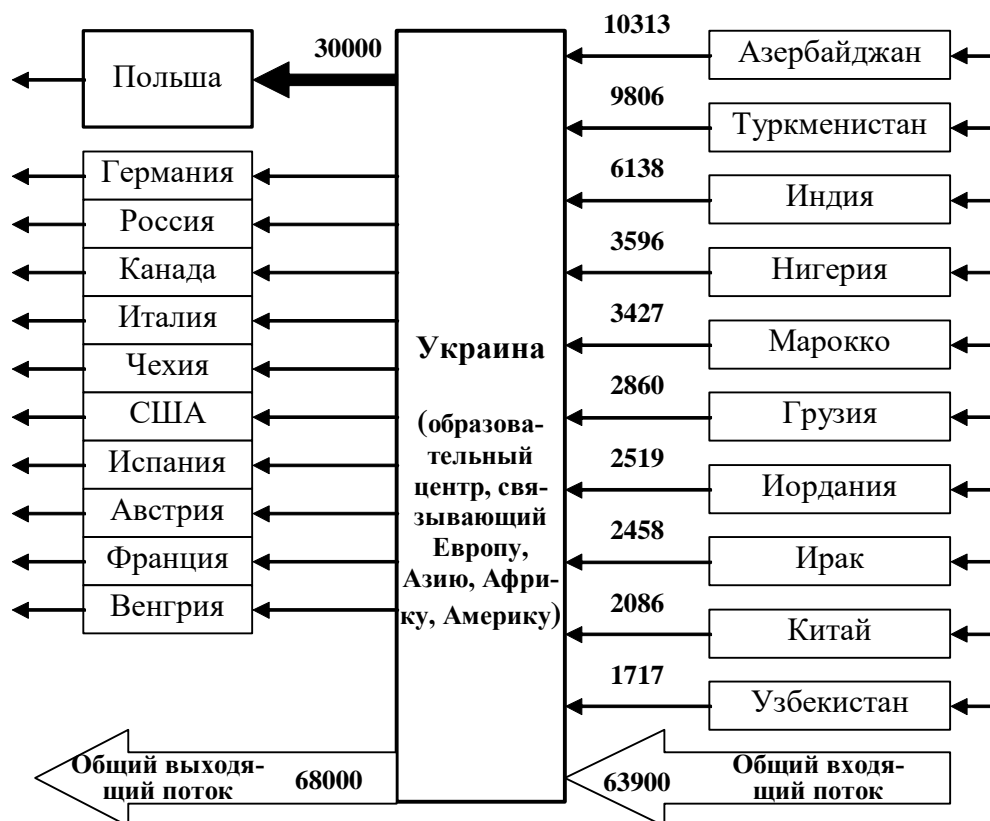 30000
Польша
Германия
Россия
Канада
Италия
Чехия
США
Испания
Австрия
Франция
Венгрия
Общий выходя-
щий поток
68000
Украина
(образова-
тельный
центр, свя-
зывающий
Европу,
Азию, Афри-
ку, Америку)
10313
Азербайджан
9806
Туркменистан
6138
Индия
3596
Нигерия
3427
Марокко
2860
Грузия
2519
Иордания
2458
Ирак
2086
Китай
1717
Узбекистан
63900
Общий входя-
щий поток